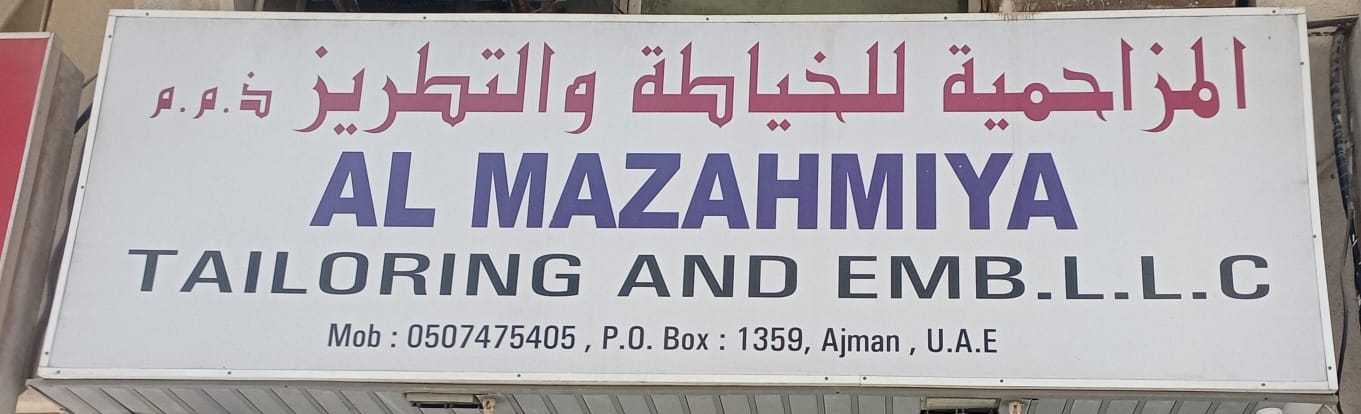 المزاحمية للخياطة والتطريز ذ.م.م
AL MAZAHMIYA
TAILORING AND EMB.L.L.C
Mob : 0507475405 , P.O. Box : 1359, Ajman , U.A.E